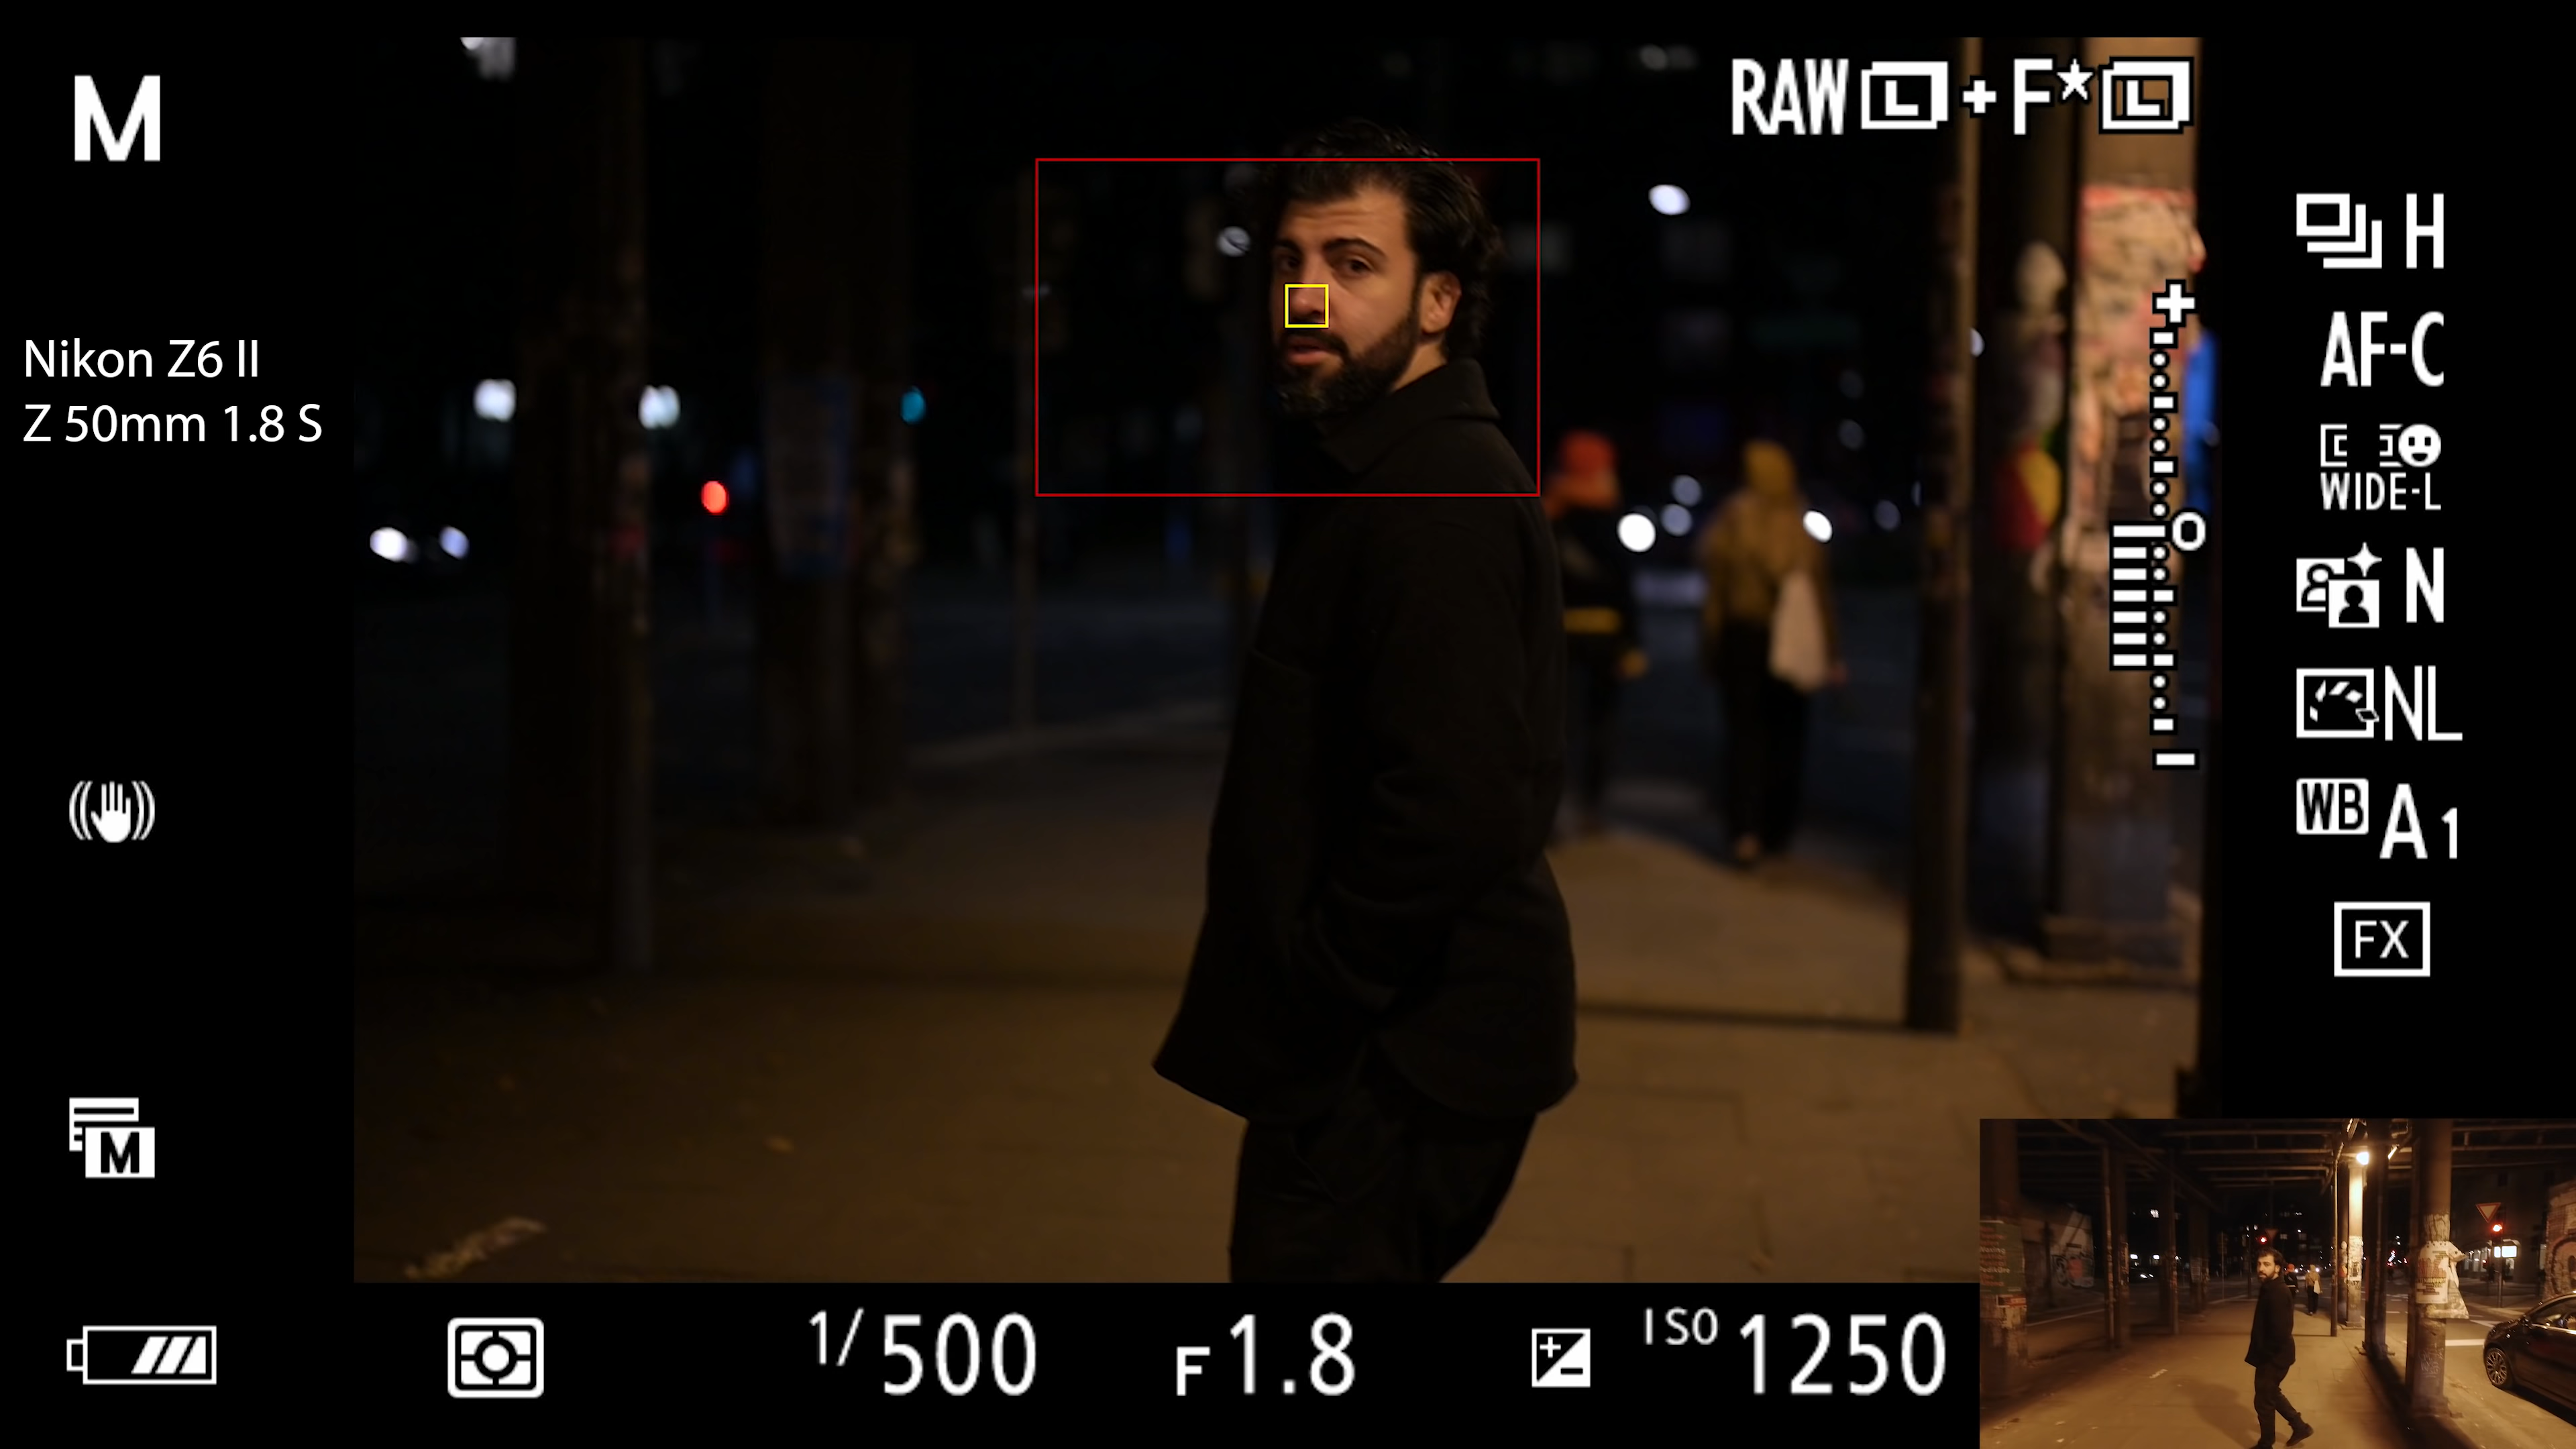 M
RAW L + F★ L
H
Nikon Z6 II
Z 50mm 1.8 S
AF-C
WIDE-L
N
NL
WB A1
FX
M
1/500
F1.8
ISO 1250